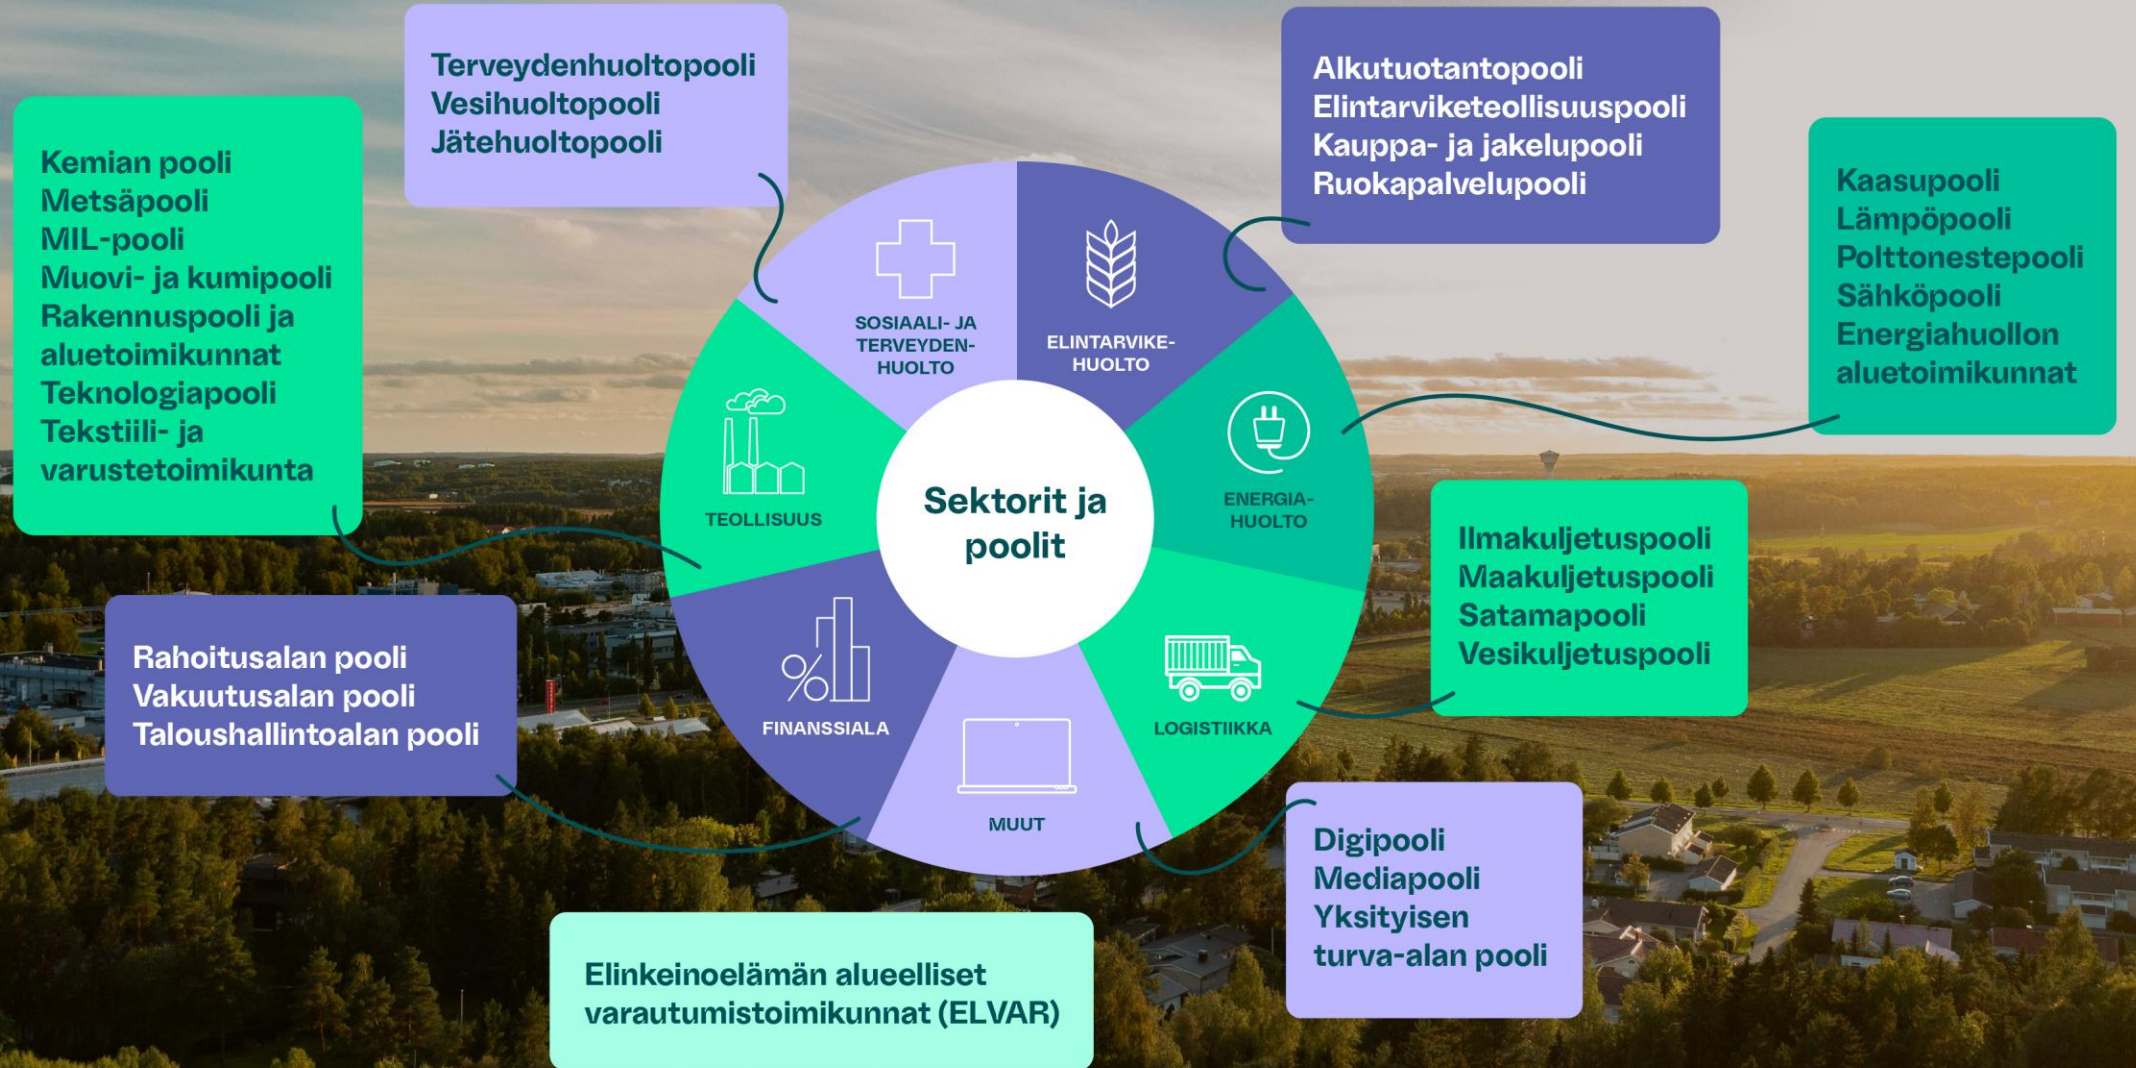 Terveydenhuoltopooli
Vesihuoltopooli
Jätehuoltopooli
Alkutuotantopooli
Elintarviketeollisuuspooli
Kauppa- ja jakelupooli
Ruokapalvelupooli
Kemian pooli
Metsäpooli
MIL-pooli
Muovi- ja kumipooli
Rakennuspooli ja
aluetoimikunnat
Teknologiapooli
Tekstiili- ja
varustetoimikunta
Kaasupooli
Lämpöpooli
Polttonestepooli
Sähköpooli
Energiahuollon
aluetoimikunnat
SOSIAALI- JA
TERVEYDEN-
HUOLTO
ELINTARVIKE-
HUOLTO
TEOLLISUUS
Sektorit ja
poolit
ENERGIA-
HUOLTO
Ilmakuljetuspooli
Maakuljetuspooli
Satamapooli
Vesikuljetuspooli
Rahoitusalan pooli
Vakuutusalan pooli
Taloushallintoalan pooli
FINANSSIALA
%
LOGISTIIKKA
MUUT
Digipooli
Mediapooli
Yksityisen
turva-alan pooli
Elinkeinoelämän alueelliset
varautumistoimikunnat (ELVAR)